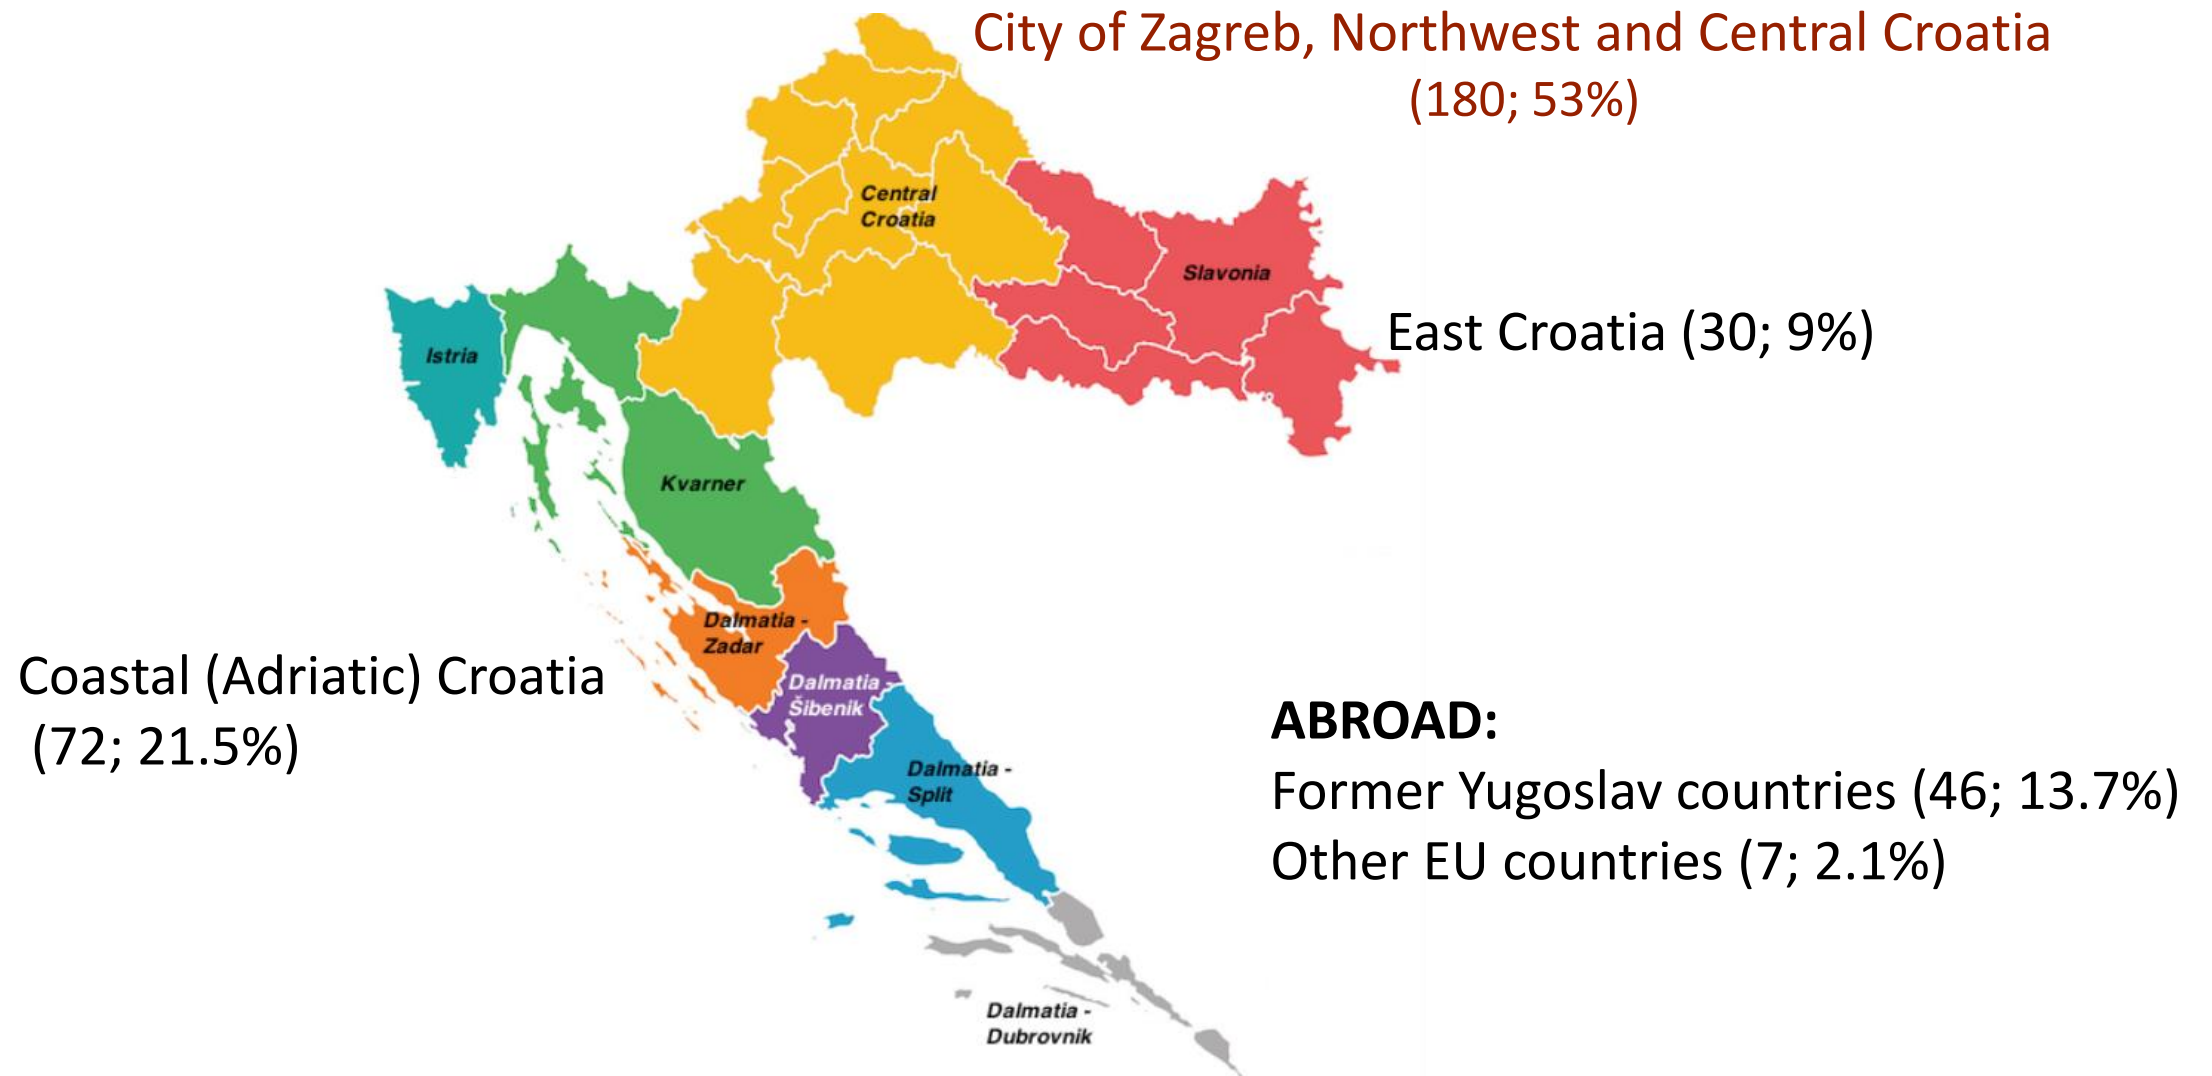 City of Zagreb, Northwest and Central Croatia
(180; 53%)
Central
Croatia
Slavonia
East Croatia (30; 9%)
Istria
Kvarner
Dalmatia -
Zadar
Coastal (Adriatic) Croatia
(72; 21.5%)
Dalmatia -
Šibenik
Dalmatia -
Split
ABROAD:
Former Yugoslav countries (46; 13.7%)
Other EU countries (7; 2.1%)
Dalmatia -
Dubrovnik